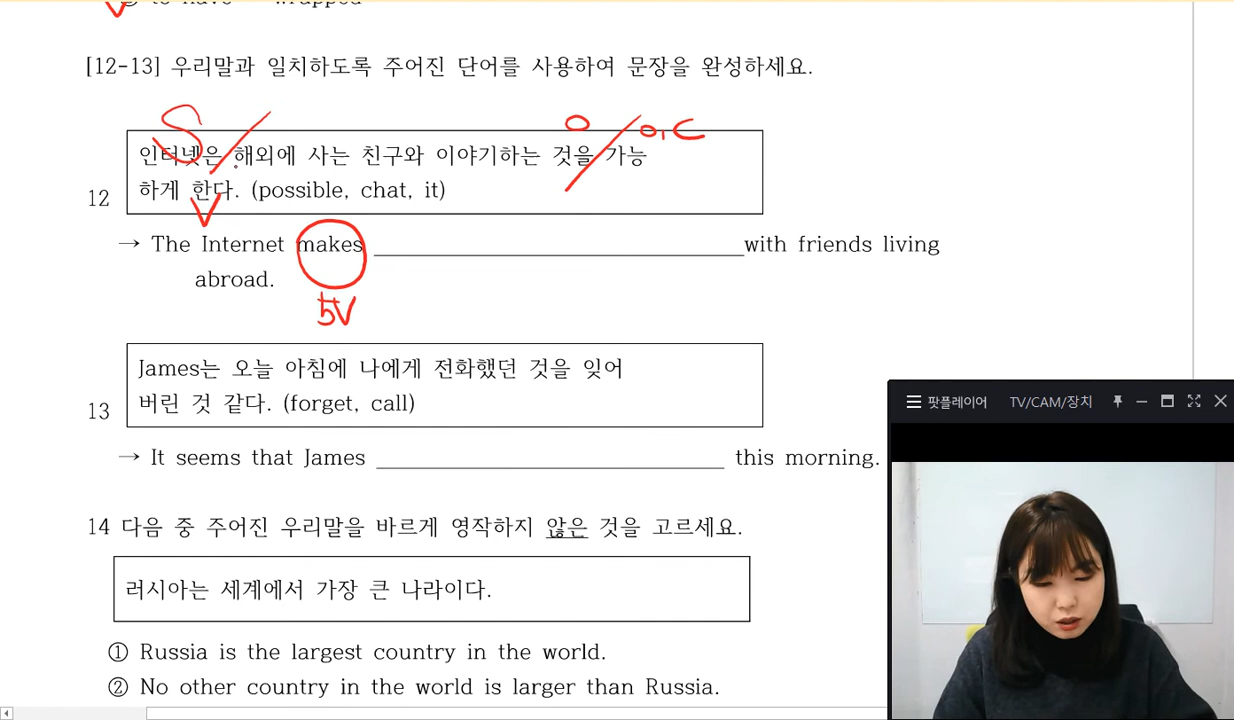 ② to have - wrapped
[12-13] 우리말과 일치하도록 주어진 단어를 사용하여 문장을 완성하세요.
S / O / O.C
인터넷은 해외에 사는 친구와 이야기하는 것을 가능
12 하게 한다. (possible, chat, it)
V
→ The Internet makes ____ with friends living
abroad.
5V
James는 오늘 아침에 나에게 전화했던 것을 잊어
13 버린 것 같다. (forget, call)
→ It seems that James ____ this morning.
14 다음 중 주어진 우리말을 바르게 영작하지 않은 것을 고르세요.
러시아는 세계에서 가장 큰 나라이다.
① Russia is the largest country in the world.
② No other country in the world is larger than Russia.
팟플레이어 TV/CAM/장치